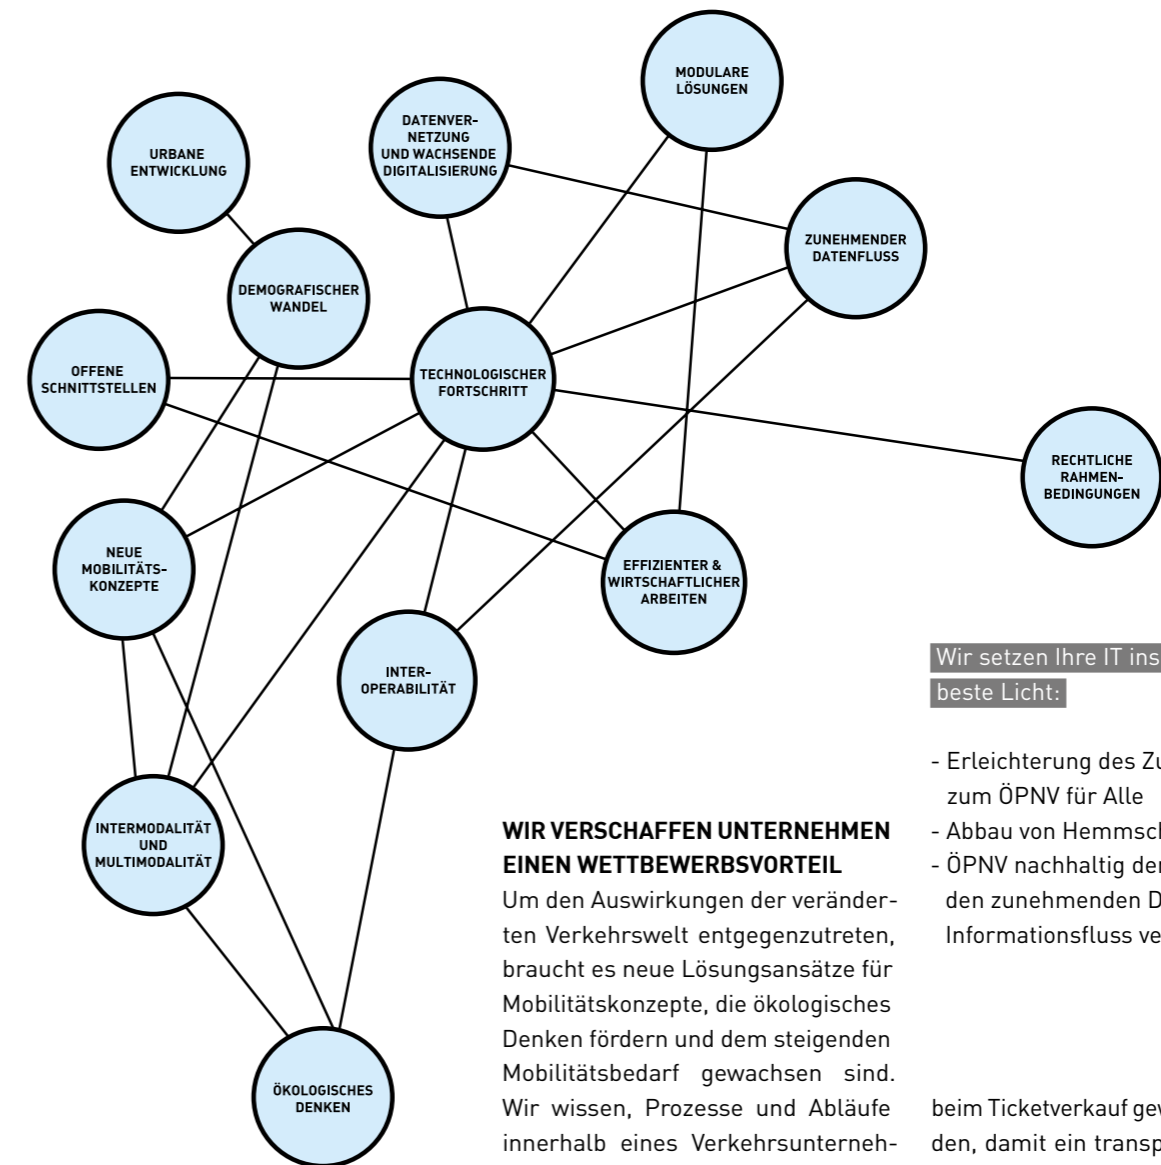 MODULARE
LÖSUNGEN
DATENVER-
NETZUNG
UND WACHSENDE
DIGITALISIERUNG
URBANE
ENTWICKLUNG
ZUNEHMENDER
DATENFLUSS
DEMOGRAFISCHER
WANDEL
OFFENE
SCHNITTSTELLEN
TECHNOLOGISCHER
FORTSCHRITT
RECHTLICHE
RAHMEN-
BEDINGUNGEN
NEUE
MOBILITÄTS-
KONZEPTE
EFFIZIENTER &
WIRTSCHAFTLICHER
ARBEITEN
INTER-
OPERABILITÄT
INTERMODALITÄT
UND
MULTIMODALITÄT
ÖKOLOGISCHES
DENKEN
WIR VERSCHAFFEN UNTERNEHMEN
EINEN WETTBEWERBSVORTEIL
Um den Auswirkungen der veränder-
ten Verkehrswelt entgegenzutreten,
braucht es neue Lösungsansätze für
Mobilitätskonzepte, die ökologisches
Denken fördern und dem steigenden
Mobilitätsbedarf gewachsen sind.
Wir wissen, Prozesse und Abläufe
innerhalb eines Verkehrsunterneh-
Wir setzen Ihre IT ins
beste Licht:
- Erleichterung des Zu
zum ÖPNV für Alle
- Abbau von Hemmsch
- ÖPNV nachhaltig der
den zunehmenden D
Informationsfluss ve
beim Ticketverkauf gew
den, damit ein transp